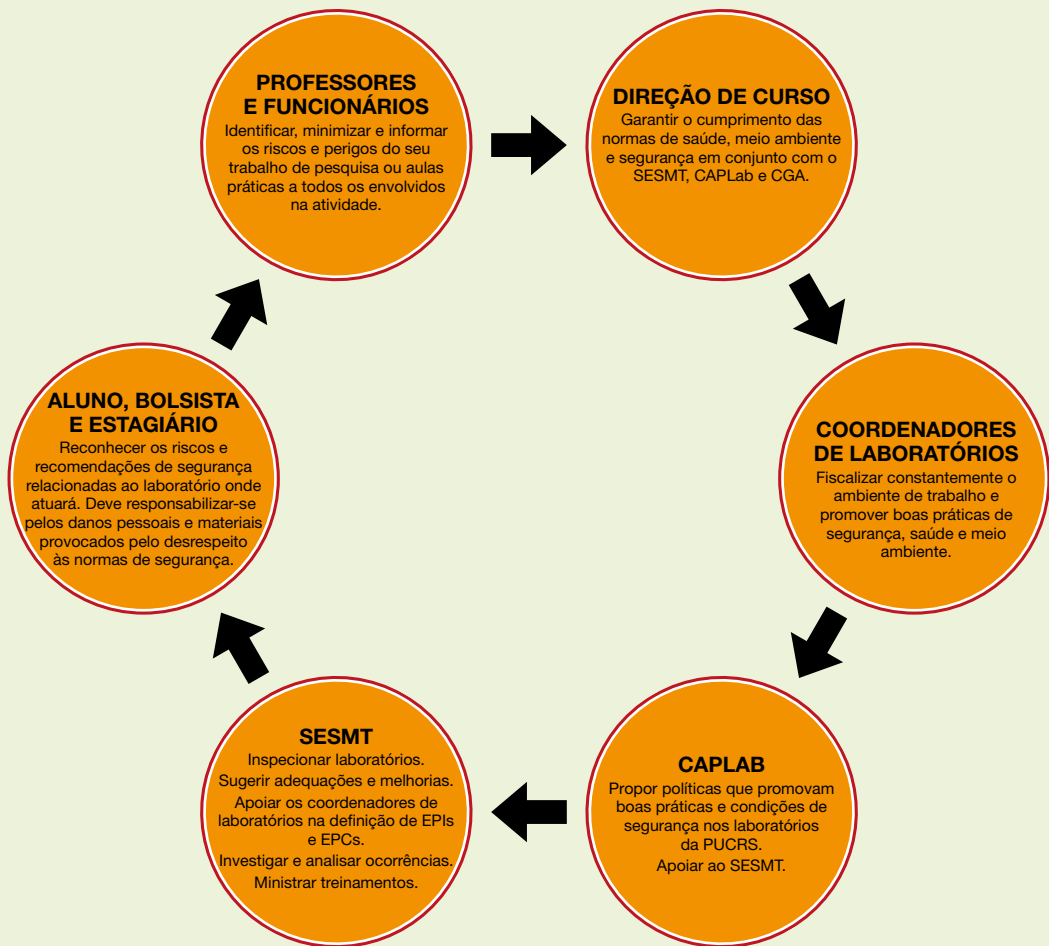 PROFESSORES
E FUNCIONÁRIOS
Identificar, minimizar e informar
os riscos e perigos do seu
trabalho de pesquisa ou aulas
práticas a todos os envolvidos
na atividade.
DIREÇÃO DE CURSO
Garantir o cumprimento das
normas de saúde, meio ambiente
e segurança em conjunto com o
SESMT, CAPLab e CGA.
COORDENADORES
DE LABORATÓRIOS
Fiscalizar constantemente o
ambiente de trabalho e
promover boas práticas de
segurança, saúde e meio
ambiente.
CAPLAB
Propor políticas que promovam
boas práticas e condições de
segurança nos laboratórios
da PUCRS.
Apoiar ao SESMT.
SESMT
Inspecionar laboratórios.
Sugerir adequações e melhorias.
Apoiar os coordenadores de
laboratórios na definição de EPIs
e EPCs.
Investigar e analisar ocorrências.
Ministrar treinamentos.
ALUNO, BOLSISTA
E ESTAGIÁRIO
Reconhecer os riscos e
recomendações de segurança
relacionadas ao laboratório onde
atuará. Deve responsabilizar-se
pelos danos pessoais e materiais
provocados pelo desrespeito
às normas de segurança.